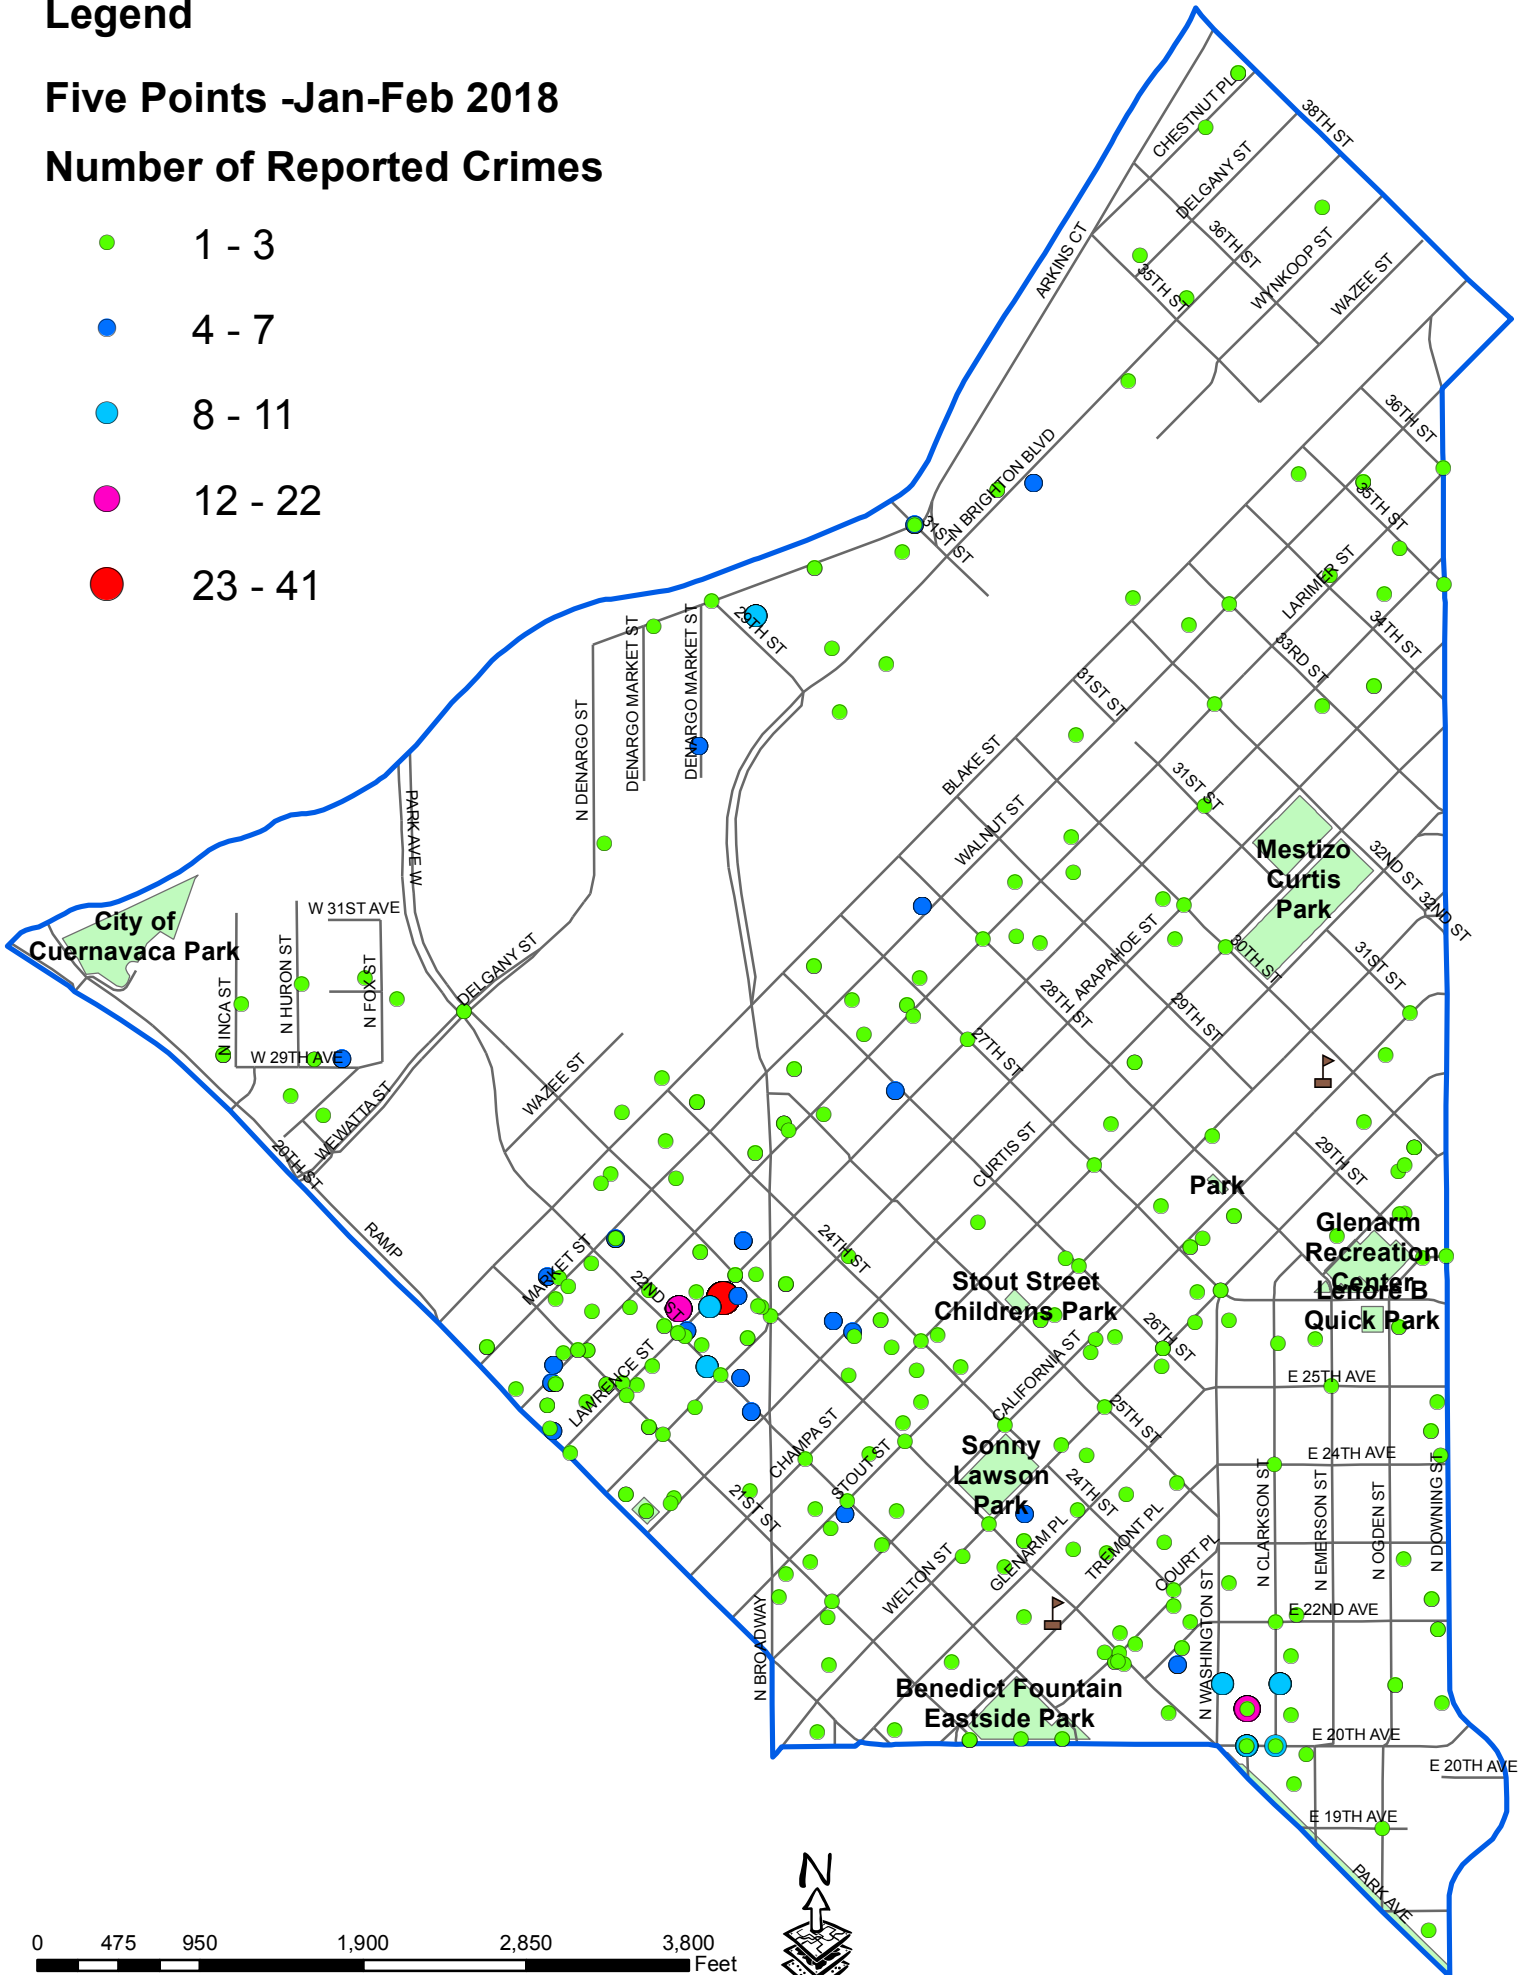 Legend
Five Points -Jan-Feb 2018
Number of Reported Crimes
1 - 3
4 - 7
8 - 11
12 - 22
23 - 41
CHESTNUT PL
38TH ST
DELGANY ST
36TH ST
WYNKOOP ST
WAZEE ST
ARKINS CT
35TH ST
N BRIGHTON BLVD
31ST ST
36TH ST
35TH ST
LARIMER ST
34TH ST
33RD ST
29TH ST
DENARGO MARKET ST
DENARGO MARKET ST
N DENARGO ST
31ST ST
BLAKE ST
31ST ST
WALNUT ST
PARK AVE W
Mestizo
Curtis
Park
32ND ST
32ND ST
W 31ST AVE
City of
Cuernavaca Park
N INCA ST
N HURON ST
N FOX ST
DELGANY ST
ARAPAHOE ST
30TH ST
31ST ST
28TH ST
29TH ST
27TH ST
W 29TH AVE
WEWATTA ST
20TH ST
WAZEE ST
CURTIS ST
29TH ST
Park
RAMP
MARKET ST
22ND ST
24TH ST
Glenarm
Recreation
Center
Lenore B
Quick Park
Stout Street
Childrens Park
26TH ST
LAWRENCE ST
CALIFORNIA ST
E 25TH AVE
25TH ST
CHAMPA ST
STOUT ST
Sonny
Lawson
Park
E 24TH AVE
24TH ST
21ST ST
N CLARKSON ST
N EMERSON ST
N OGDEN ST
N DOWNING ST
WELTON ST
GLENARM PL
TREMONT PL
COURT PL
N WASHINGTON ST
E 22ND AVE
N BROADWAY
Benedict Fountain
Eastside Park
E 20TH AVE
E 20TH AVE
E 19TH AVE
PARK AVE
N
0 475 950 1,900 2,850 3,800
Feet